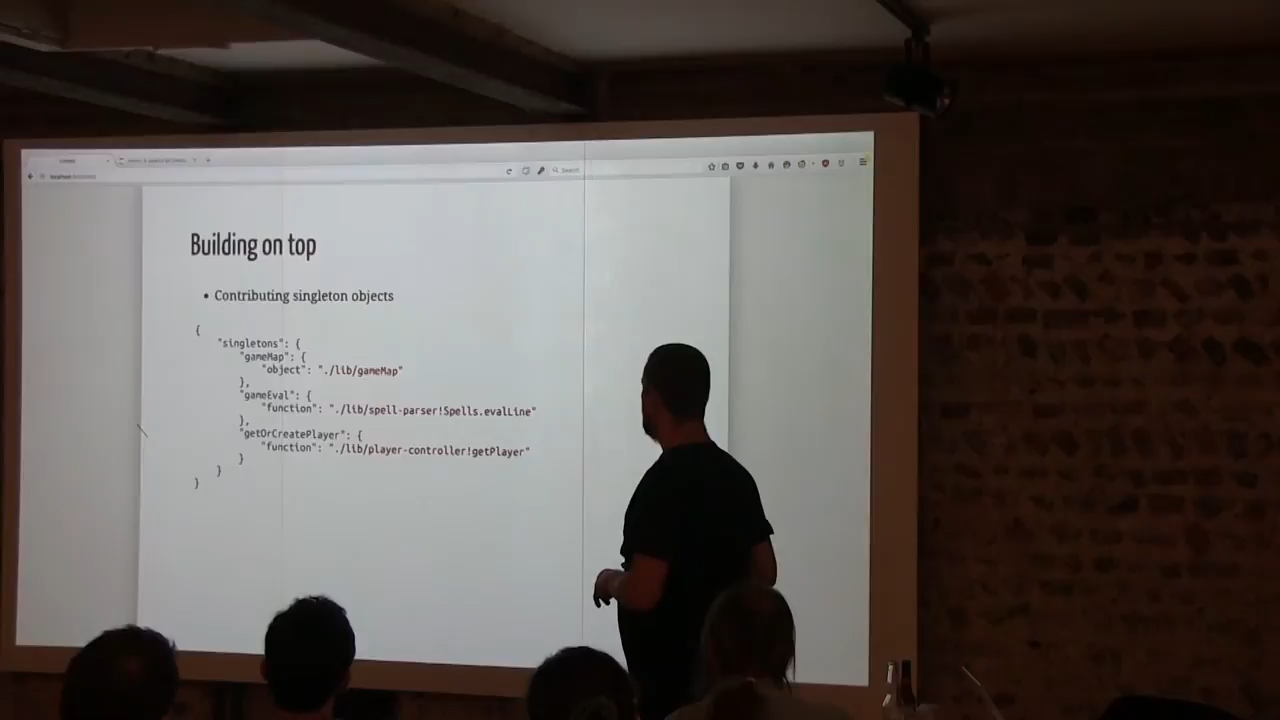 Search
Building on top
• Contributing singleton objects
{
"singletons": {
"gameMap": {
"object": "./lib/gameMap"
},
"gameEval": {
"function": "./lib/spell-parser!Spells.evalLine"
},
"getOrCreatePlayer": {
"function": "./lib/player-controller!getPlayer"
}
}
}